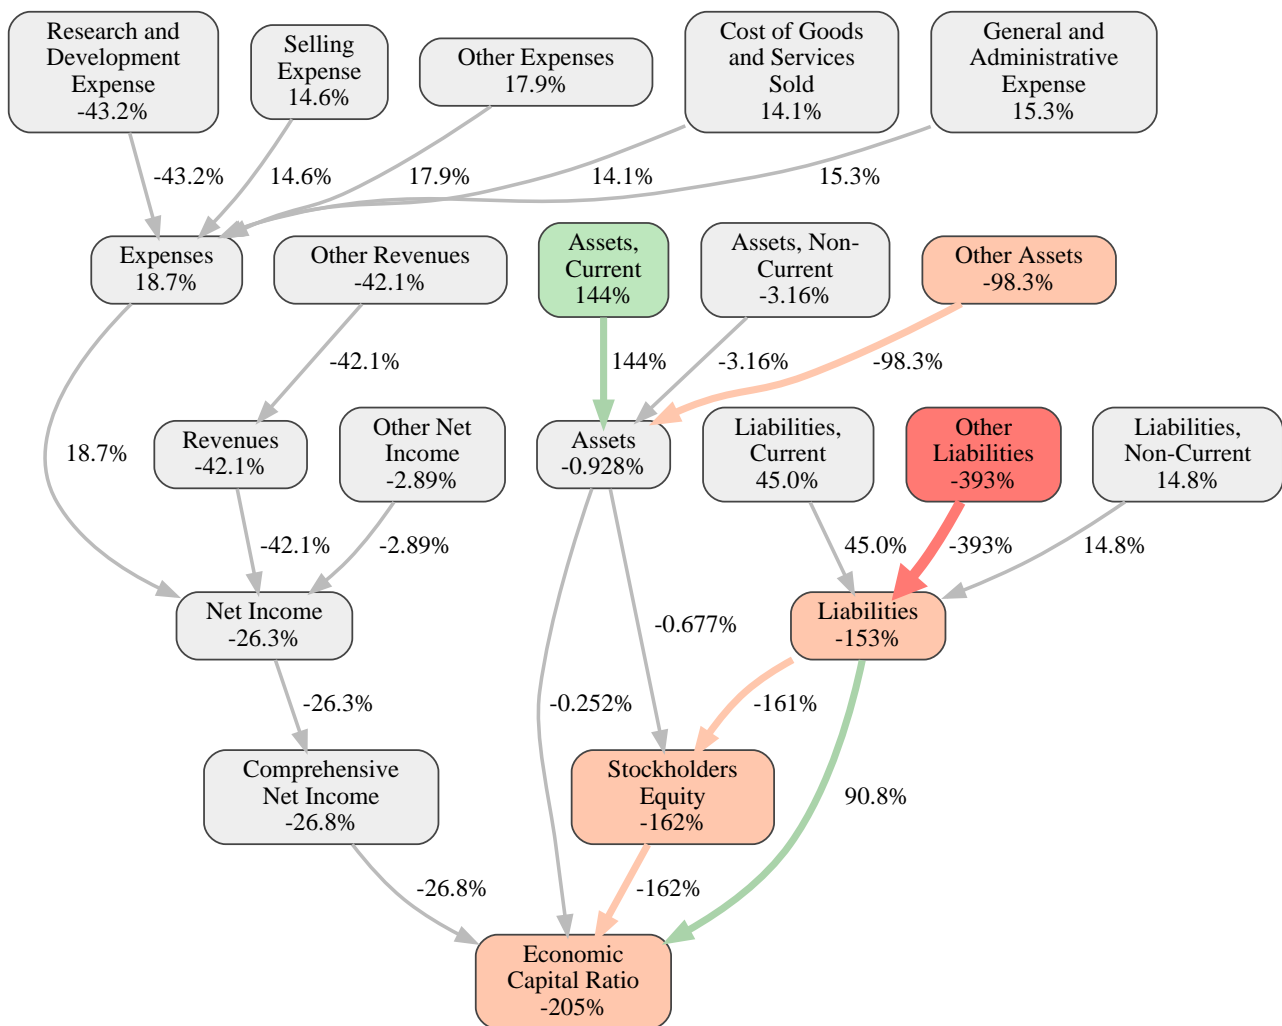 Research and
Development
Expense
-43.2%
Selling
Expense
14.6%
Other Expenses
17.9%
Cost of Goods
and Services
Sold
14.1%
General and
Administrative
Expense
15.3%
-43.2%
14.6%
17.9%
14.1%
15.3%
Expenses
18.7%
Other Revenues
-42.1%
Assets,
Current
144%
Assets, Non-
Current
-3.16%
Other Assets
-98.3%
-42.1%
144%
-3.16%
-98.3%
18.7%
Revenues
-42.1%
Other Net
Income
-2.89%
Assets
-0.928%
Liabilities,
Current
45.0%
Other
Liabilities
-393%
Liabilities,
Non-Current
14.8%
-42.1%
-2.89%
45.0%
-393%
14.8%
Net Income
-26.3%
-0.677%
Liabilities
-153%
-26.3%
-0.252%
-161%
Comprehensive
Net Income
-26.8%
Stockholders
Equity
-162%
90.8%
-26.8%
-162%
Economic
Capital Ratio
-205%